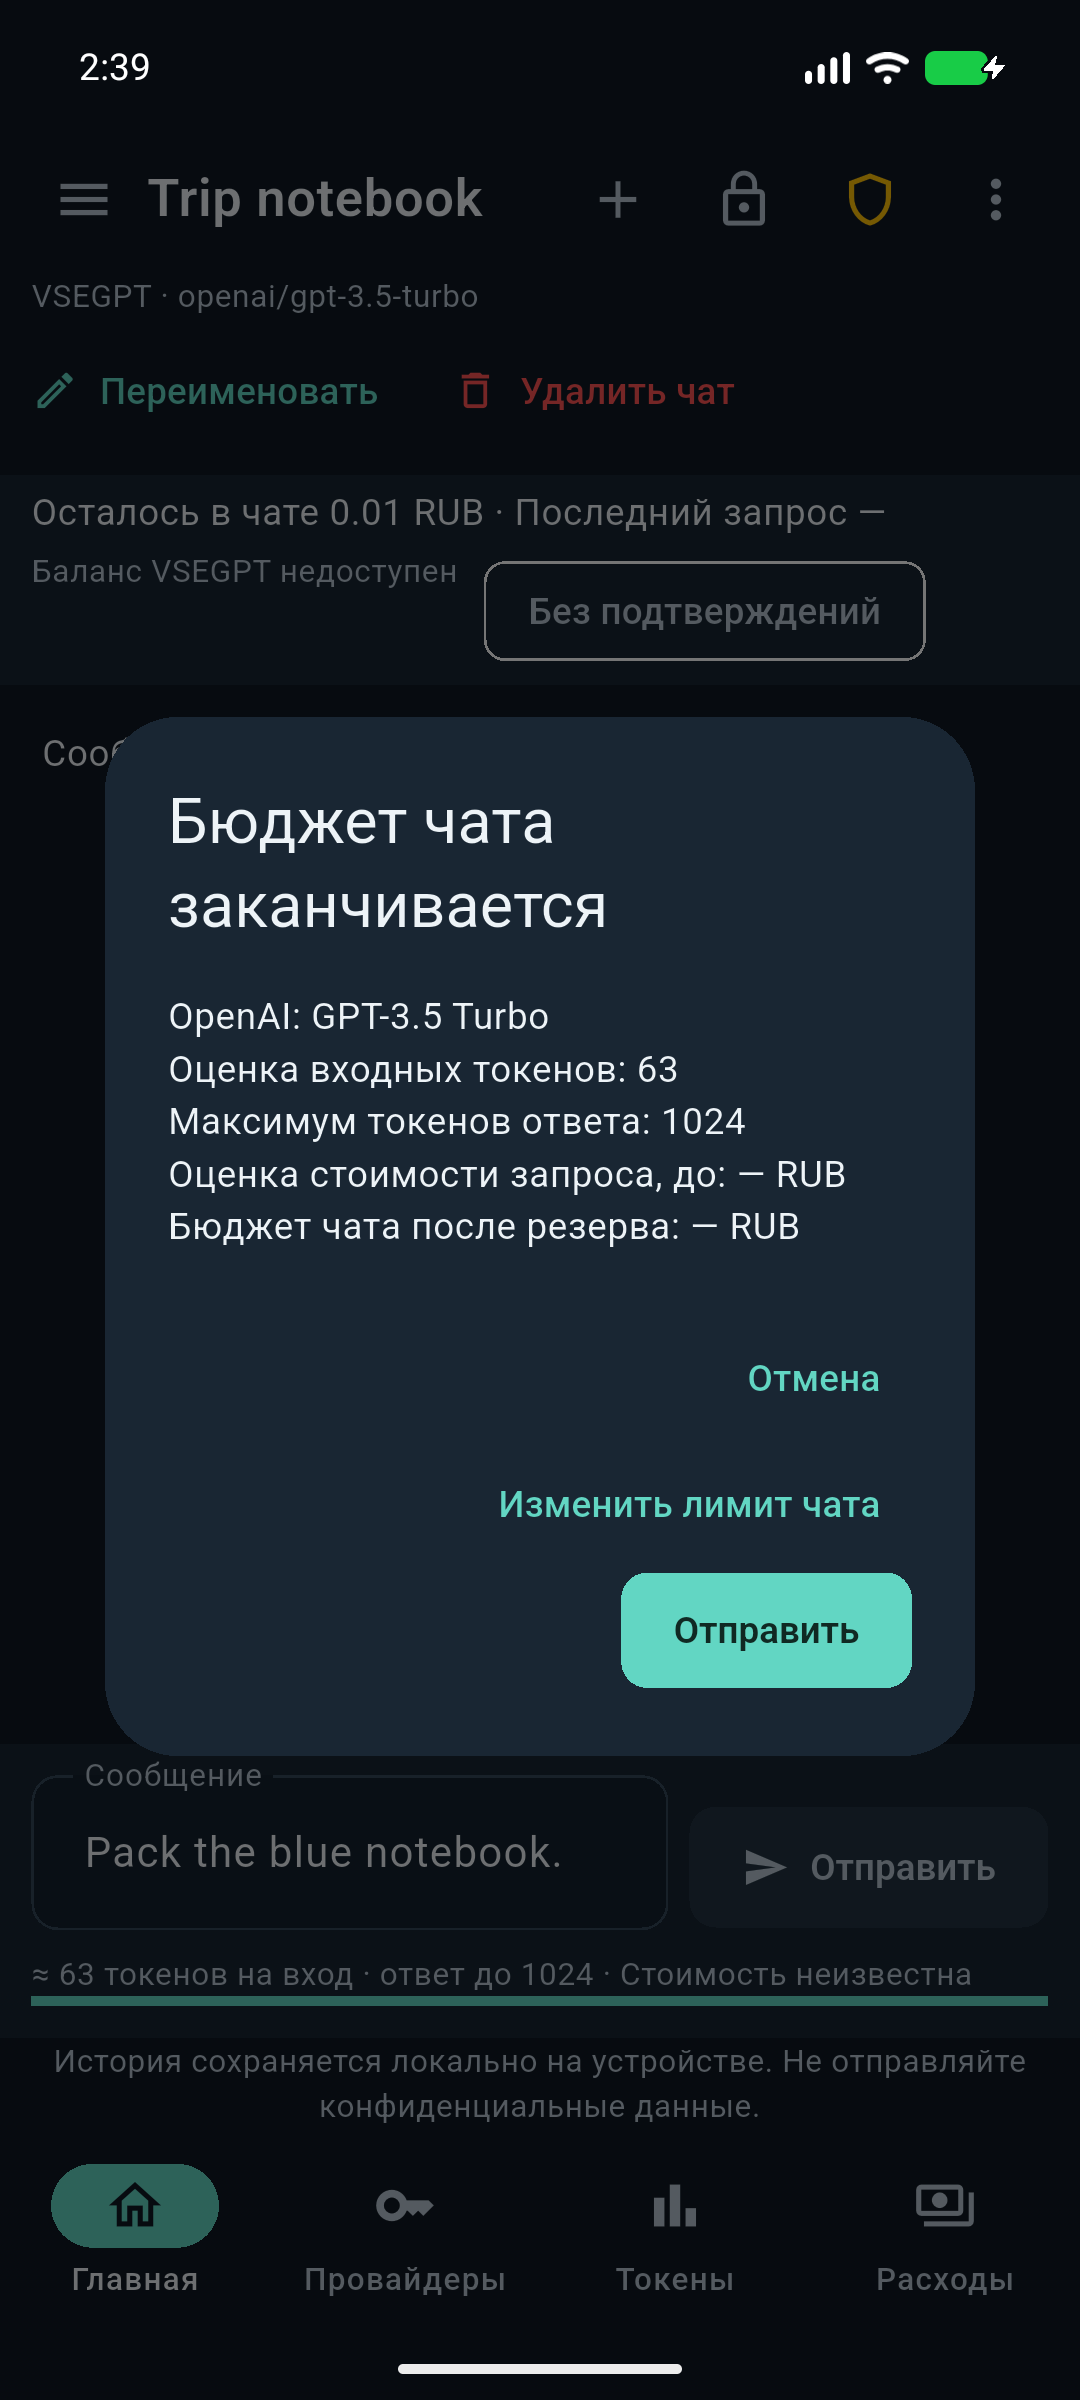 2:39
Trip notebook
VSEGPT · openai/gpt-3.5-turbo
Переименовать
Удалить чат
Осталось в чате 0.01 RUB · Последний запрос —
Баланс VSEGPT недоступен
Без подтверждений
Бюджет чата
заканчивается
OpenAI: GPT-3.5 Turbo
Оценка входных токенов: 63
Максимум токенов ответа: 1024
Оценка стоимости запроса, до: — RUB
Бюджет чата после резерва: — RUB
Отмена
Изменить лимит чата
Отправить
Сообщение
Pack the blue notebook.
Отправить
≈ 63 токенов на вход · ответ до 1024 · Стоимость неизвестна
История сохраняется локально на устройстве. Не отправляйте
конфиденциальные данные.
Главная
Провайдеры
Токены
Расходы